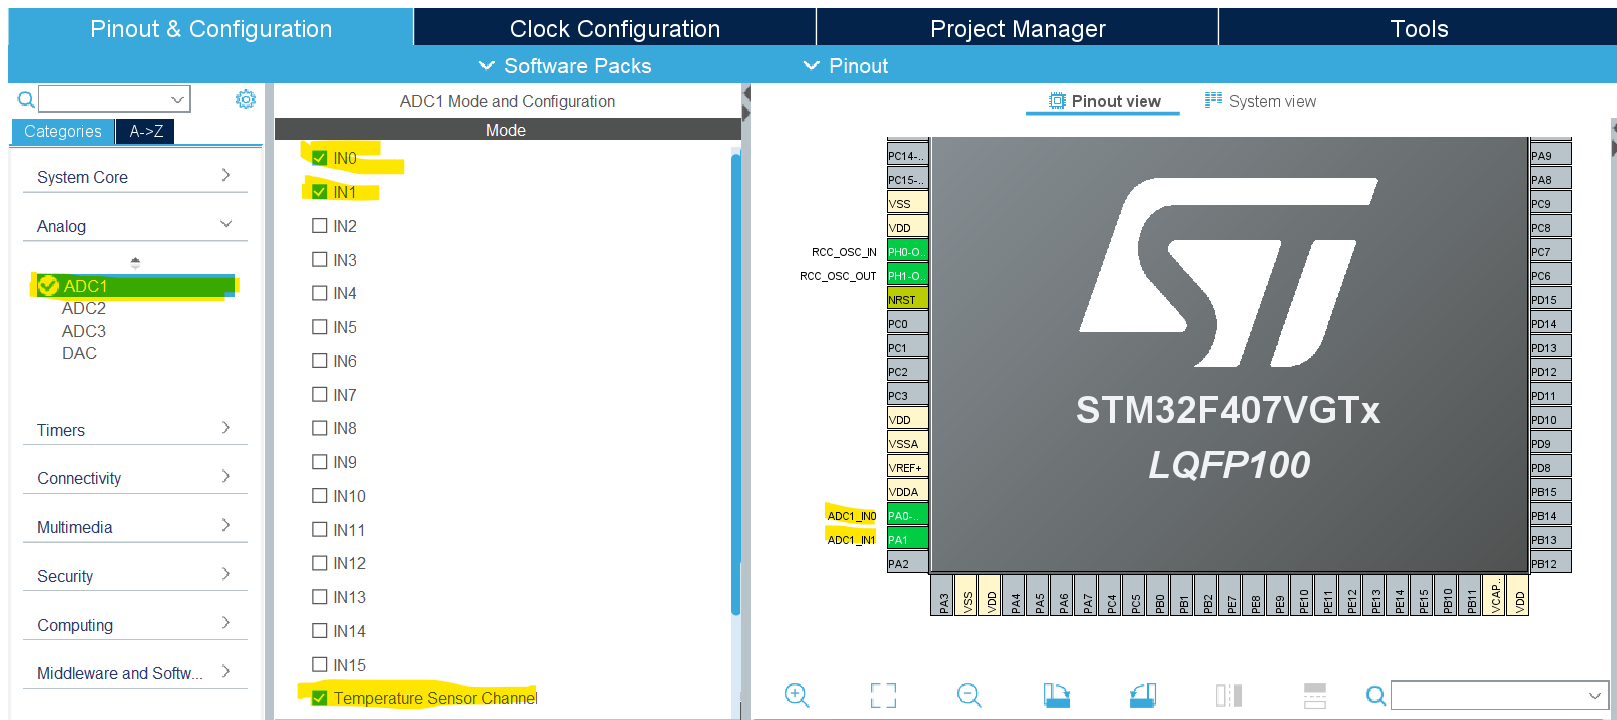 Pinout & Configuration
Clock Configuration
Project Manager
Tools
Software Packs
Pinout
Categories
A->Z
System Core
Analog
ADC1
ADC2
ADC3
DAC
Timers
Connectivity
Multimedia
Security
Computing
Middleware and Softw...
ADC1 Mode and Configuration
Mode
IN0
IN1
IN2
IN3
IN4
IN5
IN6
IN7
IN8
IN9
IN10
IN11
IN12
IN13
IN14
IN15
Temperature Sensor Channel
Pinout view
System view
PC14-..
PC15-..
VSS
VDD
RCC_OSC_IN PH0-O..
RCC_OSC_OUT PH1-O..
NRST
PC0
PC1
PC2
PC3
VDD
VSSA
VREF+
VDDA
ADC1_IN0 PA0-..
ADC1_IN1 PA1
PA2
ST
STM32F407VGTx
LQFP100
PA9
PA8
PC9
PC8
PC7
PC6
PD15
PD14
PD13
PD12
PD11
PD10
PD9
PD8
PB15
PB14
PB13
PB12
PA3
VSS
VDD
PA4
PA5
PA6
PA7
PC4
PC5
PB0
PB1
PB2
PE7
PE8
PE9
PE10
PE11
PE12
PE13
PE14
PE15
PB10
PB11
VCAP..
VDD